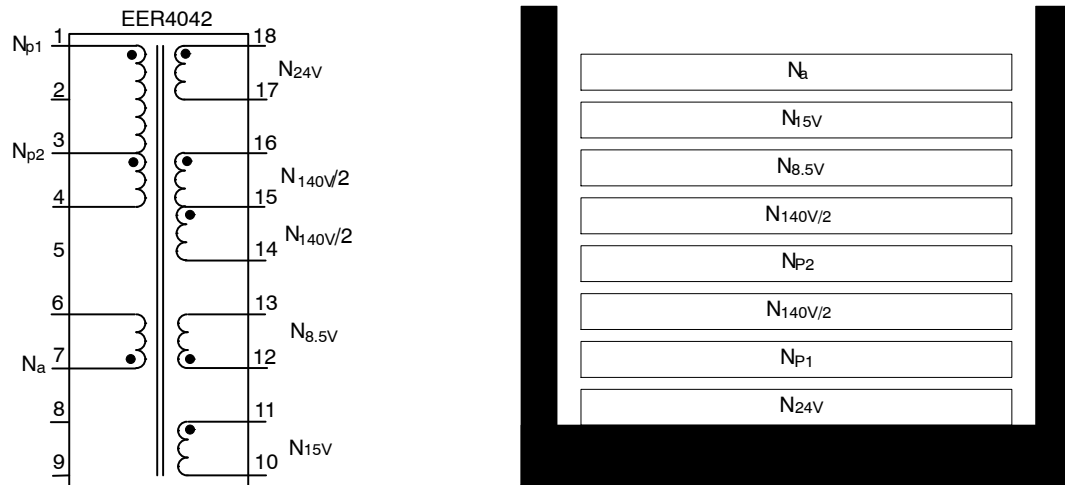 EER4042
1 18
Np1
N24V
2 17
3 16
Np2
N140V/2
4 15
N140V/2
5 14
6 13
N8.5V
7 12
Na
8 11
N15V
9 10
Na
N15V
N8.5V
N140V/2
NP2
N140V/2
NP1
N24V